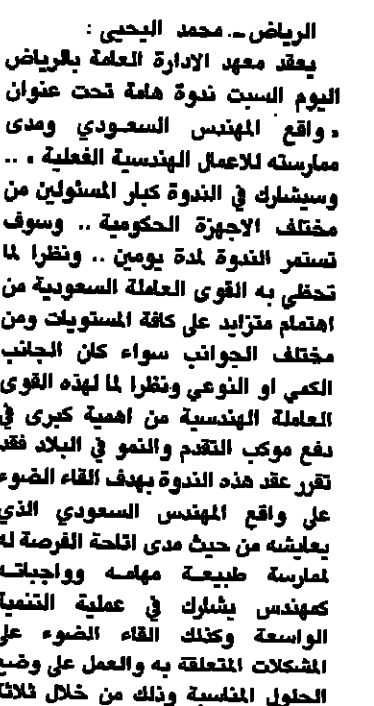 الرياض ـ محمد اليحيى :
يعقد معهد الادارة العامة بالرياض
اليوم السبت ندوة هامة تحت عنوان
« واقع المهندس السعودي ومدى
ممارسته للاعمال الهندسية الفعلية » ..
وسيشارك في الندوة كبار المسئولين من
مختلف الاجهزة الحكومية .. وسوف
تستمر الندوة لمدة يومين .. ونظرا لما
تحظى به القوى العاملة السعودية من
اهتمام متزايد على كافة المستويات ومن
مختلف الجوانب سواء كان الجانب
الكمي او النوعي ونظرا لما لهذه القوى
العاملة الهندسية من اهمية كبرى في
دفع موكب التقدم والنمو في البلاد فقد
تقرر عقد هذه الندوة بهدف القاء الضوء
على واقع المهندس السعودي الذي
يعايشه من حيث مدى اتاحة الفرصة له
لممارسة طبيعة مهامه وواجباته
كمهندس يشارك في عملية التنمية
الواسعة وكذلك القاء الضوء على
المشكلات المتعلقة به والعمل على وضع
الحلول المناسبة وذلك من خلال ثلاثة